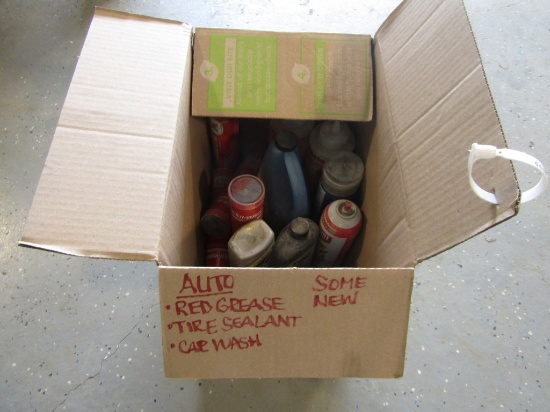 AUTO
SOME
NEW
• RED GREASE
• TIRE SEALANT
• CAR WASH